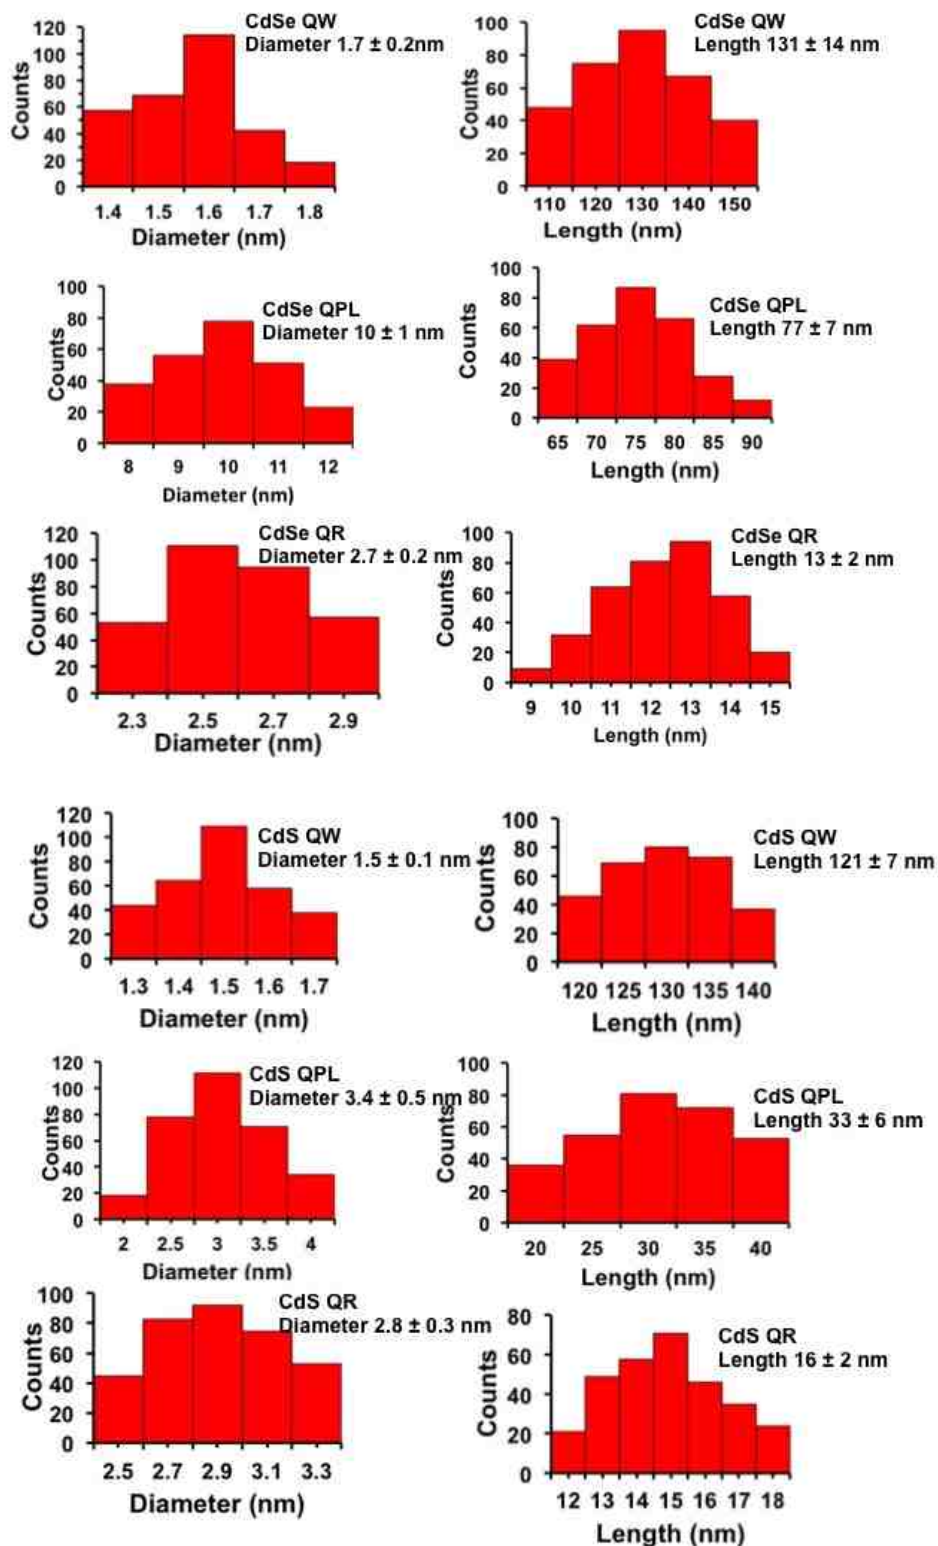 CdSe QW
Diameter 1.7 ± 0.2nm
120
100
80
60
40
20
0
Counts
1.4 1.5 1.6 1.7 1.8
Diameter (nm)
CdSe QW
Length 131 ± 14 nm
100
80
60
40
20
0
Counts
110 120 130 140 150
Length (nm)
CdSe QPL
Diameter 10 ± 1 nm
100
80
60
40
20
0
Counts
8 9 10 11 12
Diameter (nm)
CdSe QPL
Length 77 ± 7 nm
100
80
60
40
20
0
Counts
65 70 75 80 85 90
Length (nm)
CdSe QR
Diameter 2.7 ± 0.2 nm
120
100
80
60
40
20
0
Counts
2.3 2.5 2.7 2.9
Diameter (nm)
CdSe QR
Length 13 ± 2 nm
100
80
60
40
20
0
Counts
9 10 11 12 13 14 15
Length (nm)
CdS QW
Diameter 1.5 ± 0.1 nm
120
100
80
60
40
20
0
Counts
1.3 1.4 1.5 1.6 1.7
Diameter (nm)
CdS QW
Length 121 ± 7 nm
100
80
60
40
20
0
Counts
120 125 130 135 140
Length (nm)
CdS QPL
Diameter 3.4 ± 0.5 nm
120
100
80
60
40
20
0
Counts
2 2.5 3 3.5 4
Diameter (nm)
CdS QPL
Length 33 ± 6 nm
100
80
60
40
20
0
Counts
20 25 30 35 40
Length (nm)
CdS QR
Diameter 2.8 ± 0.3 nm
100
80
60
40
20
0
Counts
2.5 2.7 2.9 3.1 3.3
Diameter (nm)
CdS QR
Length 16 ± 2 nm
80
60
40
20
0
Counts
12 13 14 15 16 17 18
Length (nm)